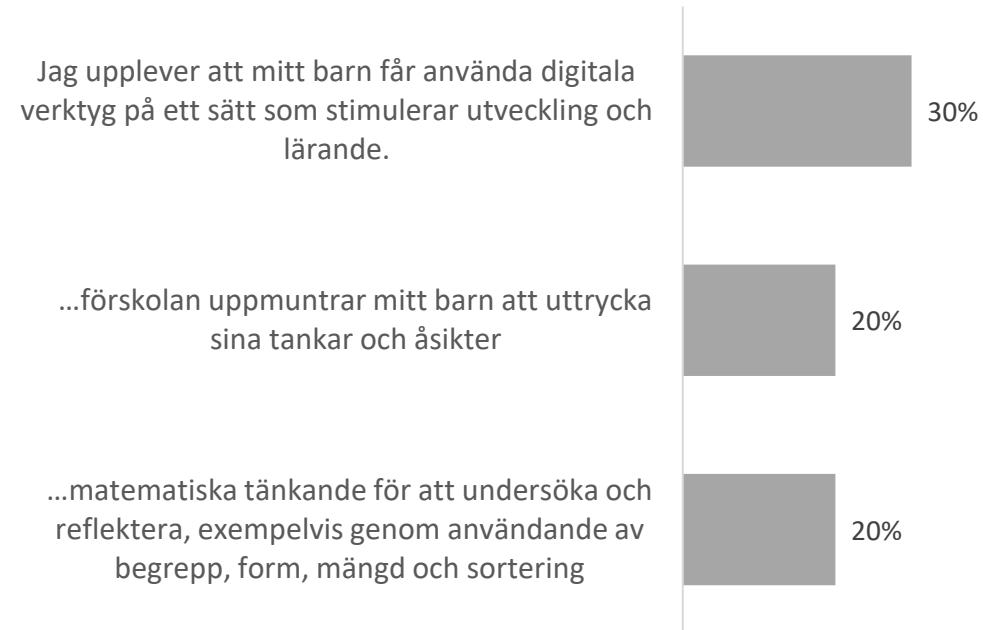 Jag upplever att mitt barn får använda digitala
verktyg på ett sätt som stimulerar utveckling och
lärande.
30%
…förskolan uppmuntrar mitt barn att uttrycka
sina tankar och åsikter
20%
…matematiska tänkande för att undersöka och
reflektera, exempelvis genom användande av
begrepp, form, mängd och sortering
20%